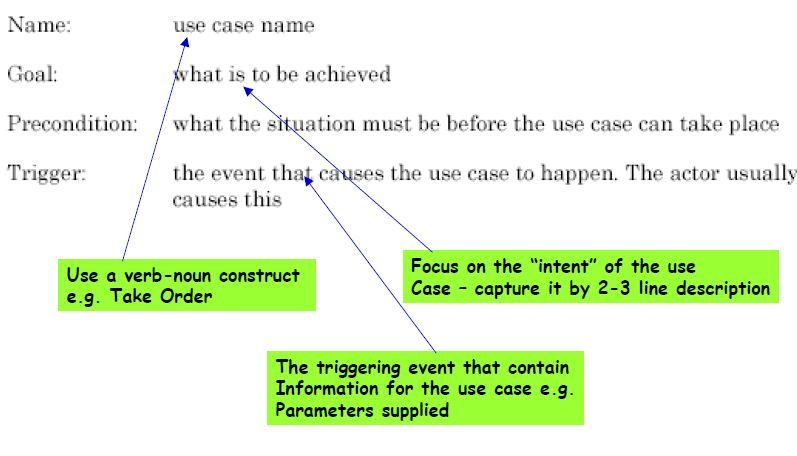 Name: use case name
Goal: what is to be achieved
Precondition: what the situation must be before the use case can take place
Trigger: the event that causes the use case to happen. The actor usually
causes this
Use a verb-noun construct
e.g. Take Order
Focus on the “intent” of the use
Case – capture it by 2-3 line description
The triggering event that contain
Information for the use case e.g.
Parameters supplied